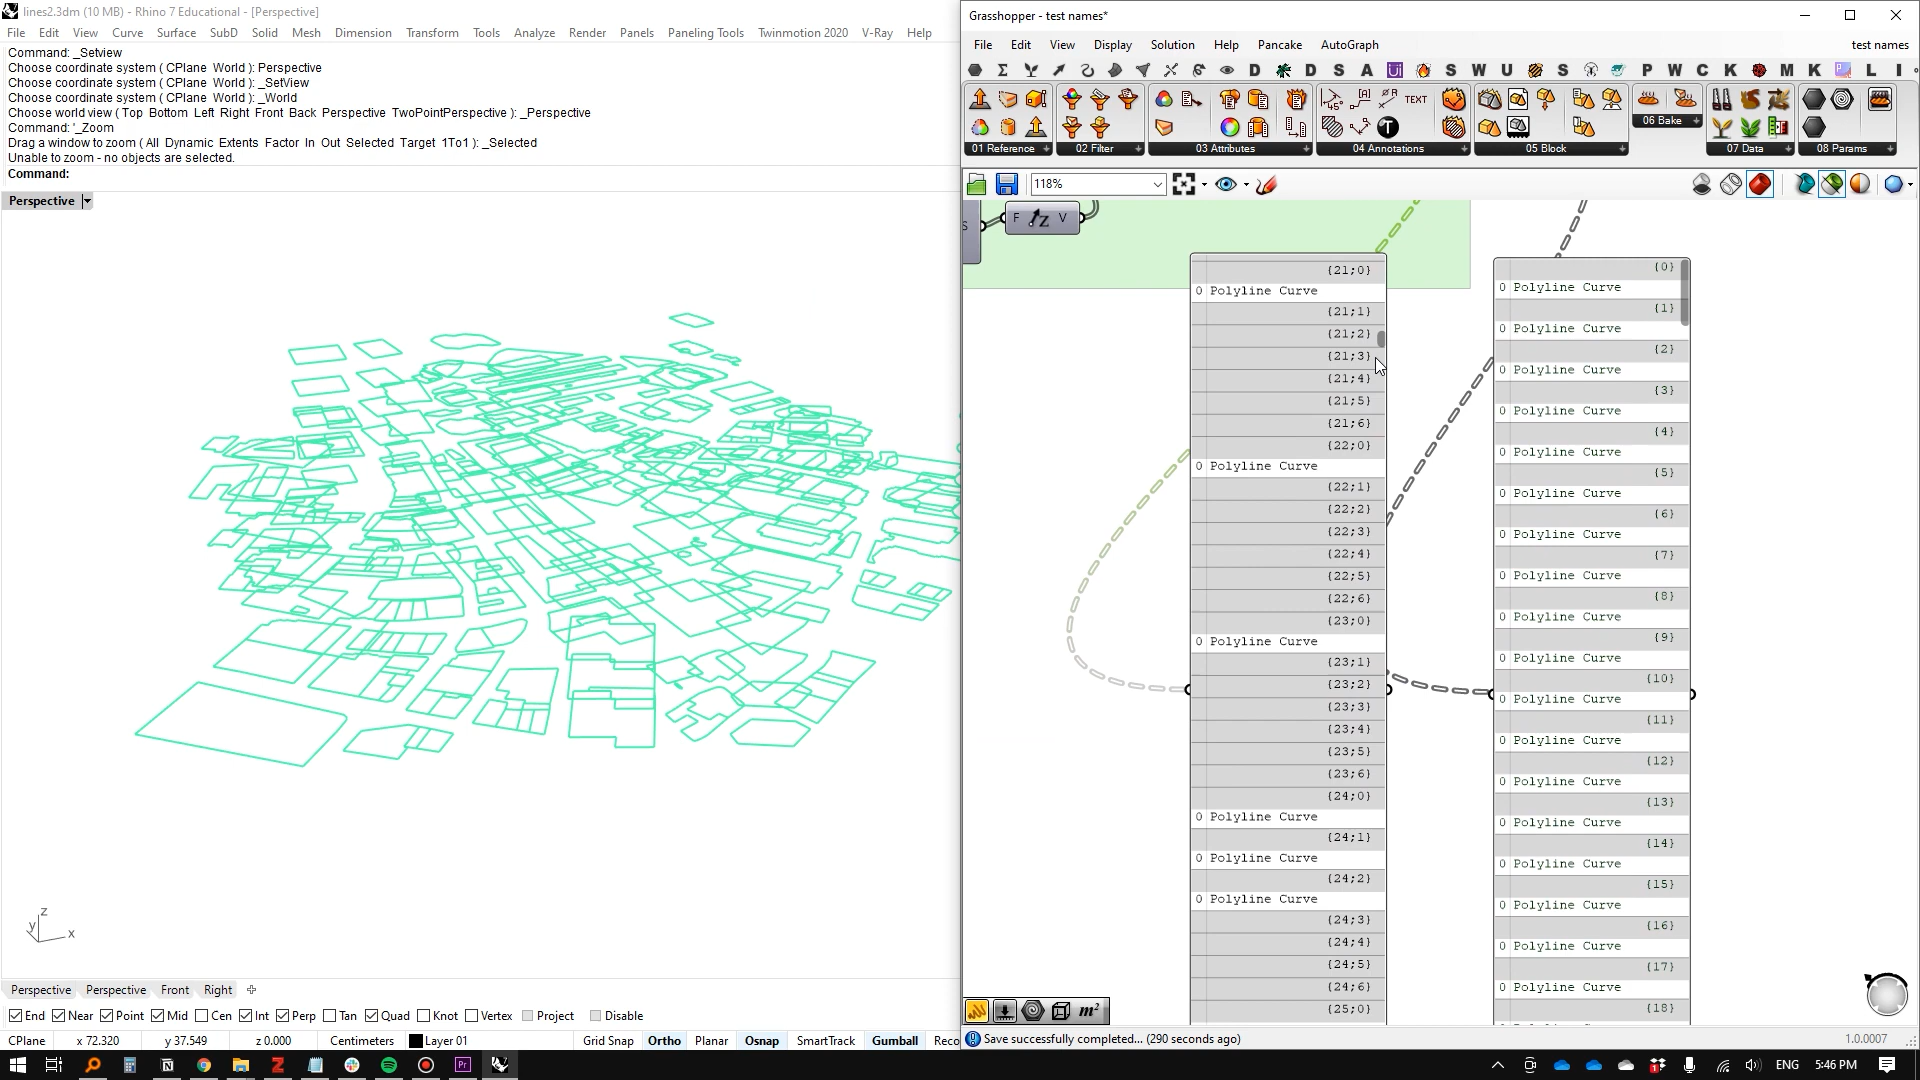 lines2.3dm (10 MB) - Rhino 7 Educational - [Perspective]
File Edit View Curve Surface SubD Solid Mesh Dimension Transform Tools Analyze Render Panels Paneling Tools Twinmotion 2020 V-Ray Help
Command: _Setview
Choose coordinate system ( CPlane World ): Perspective
Choose coordinate system ( CPlane World ): _SetView
Choose coordinate system ( CPlane World ): _World
Choose world view ( Top Bottom Left Right Front Back Perspective TwoPointPerspective ): _Perspective
Command: '_Zoom
Drag a window to zoom ( All Dynamic Extents Factor In Out Selected Target 1To1 ): _Selected
Unable to zoom - no objects are selected.
Command:
Perspective
z
y
x
Perspective Perspective Front Right
End Near Point Mid Cen Int Perp Tan Quad Knot Vertex Project Disable
CPlane x 72.320 y 37.549 z 0.000 Centimeters Layer 01 Grid Snap Ortho Planar Osnap SmartTrack Gumball Reco
Grasshopper - test names*
File Edit View Display Solution Help Pancake AutoGraph test names
D D S A S W U S P W C K M K L I
TEXT
01 Reference 02 Filter 03 Attributes 04 Annotations 05 Block 06 Bake 07 Data 08 Params
118%
S
F V
{21;0}
0 Polyline Curve
{21;1}
{21;2}
{21;3}
{21;4}
{21;5}
{21;6}
{22;0}
0 Polyline Curve
{22;1}
{22;2}
{22;3}
{22;4}
{22;5}
{22;6}
{23;0}
0 Polyline Curve
{23;1}
{23;2}
{23;3}
{23;4}
{23;5}
{23;6}
{24;0}
0 Polyline Curve
{24;1}
0 Polyline Curve
{24;2}
0 Polyline Curve
{24;3}
{24;4}
{24;5}
{24;6}
{25;0}
{0}
0 Polyline Curve
{1}
0 Polyline Curve
{2}
0 Polyline Curve
{3}
0 Polyline Curve
{4}
0 Polyline Curve
{5}
0 Polyline Curve
{6}
0 Polyline Curve
{7}
0 Polyline Curve
{8}
0 Polyline Curve
{9}
0 Polyline Curve
{10}
0 Polyline Curve
{11}
0 Polyline Curve
{12}
0 Polyline Curve
{13}
0 Polyline Curve
{14}
0 Polyline Curve
{15}
0 Polyline Curve
{16}
0 Polyline Curve
{17}
0 Polyline Curve
{18}
m²
Save successfully completed... (290 seconds ago) 1.0.0007
ENG 5:46 PM